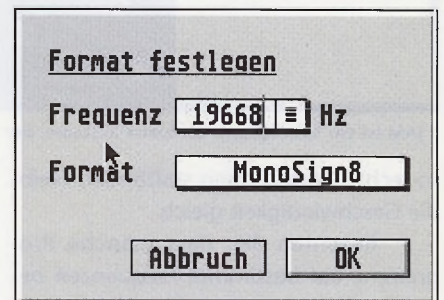 Format festlegen
Frequenz 19668 Hz
Format MonoSign8
Abbruch OK